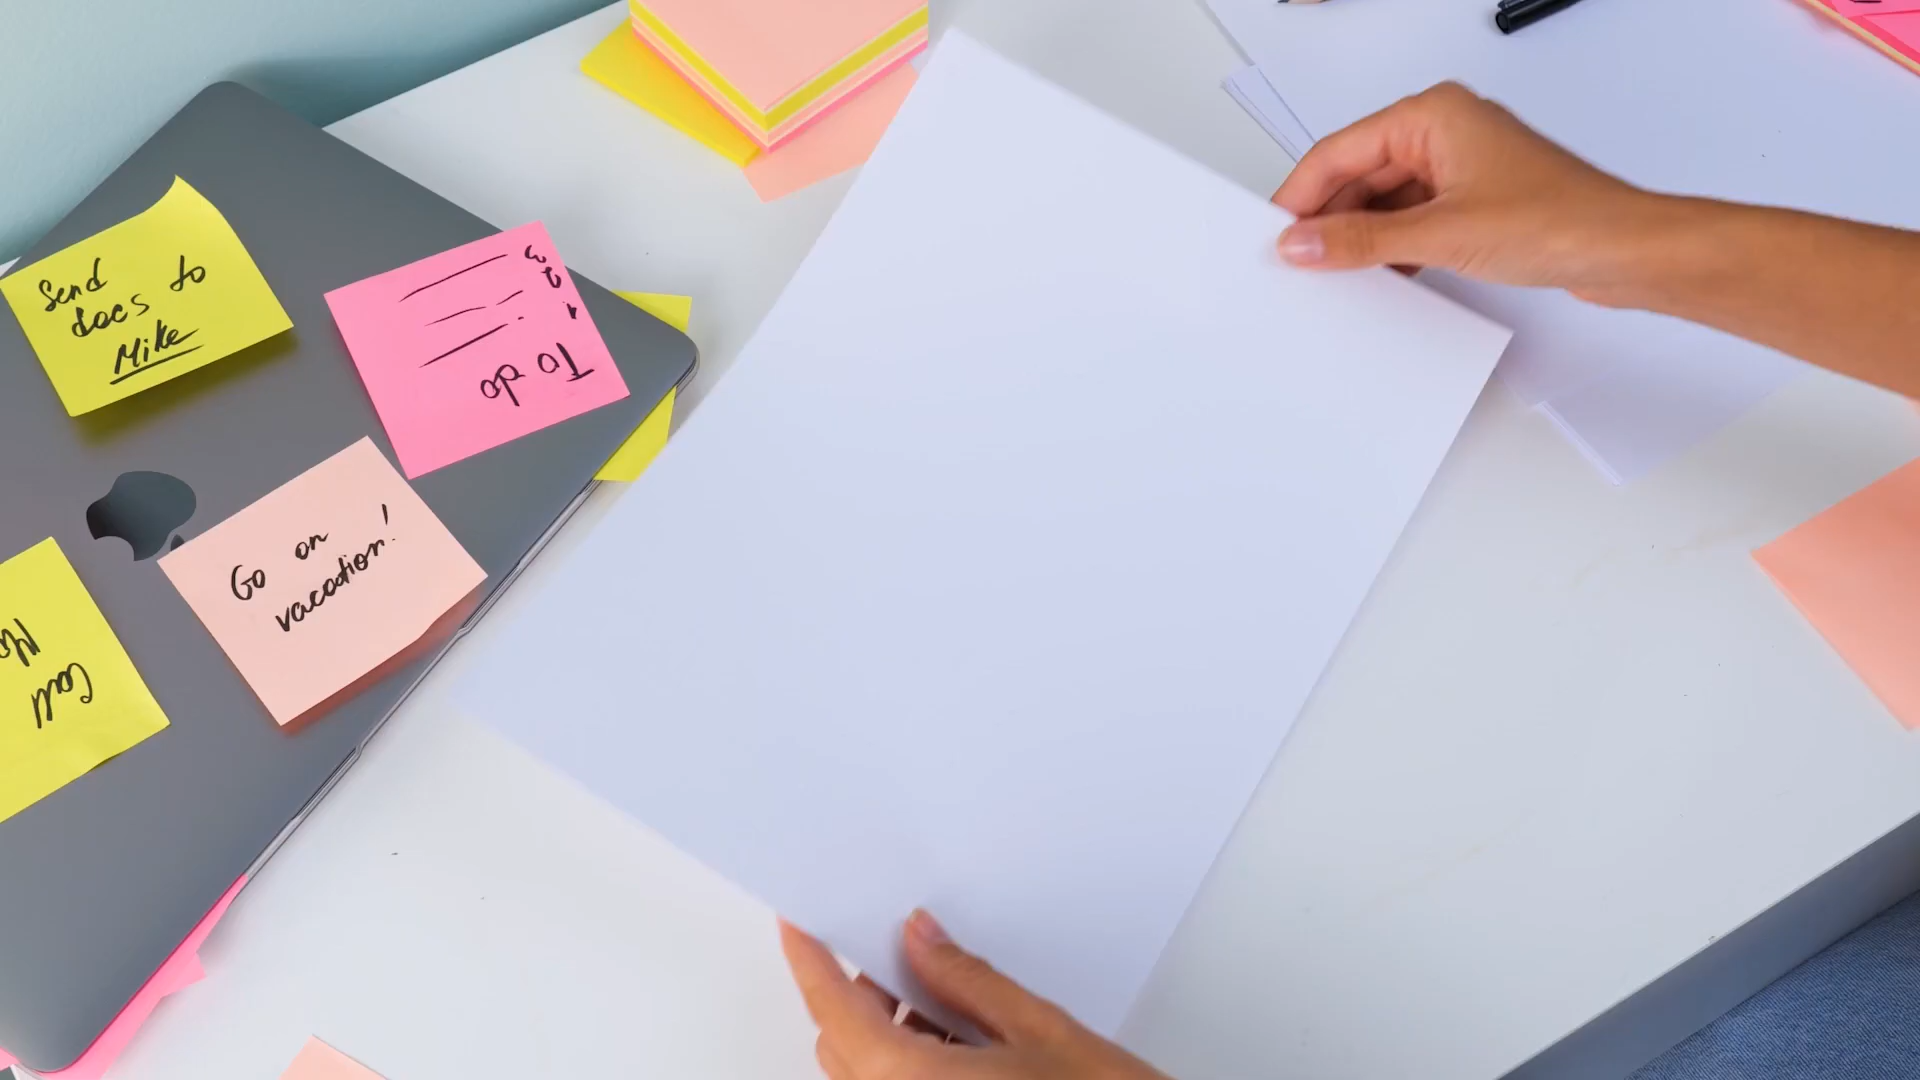 Send
docs to
Mike
To do
1.
2
3
Go on
vacation!
Call